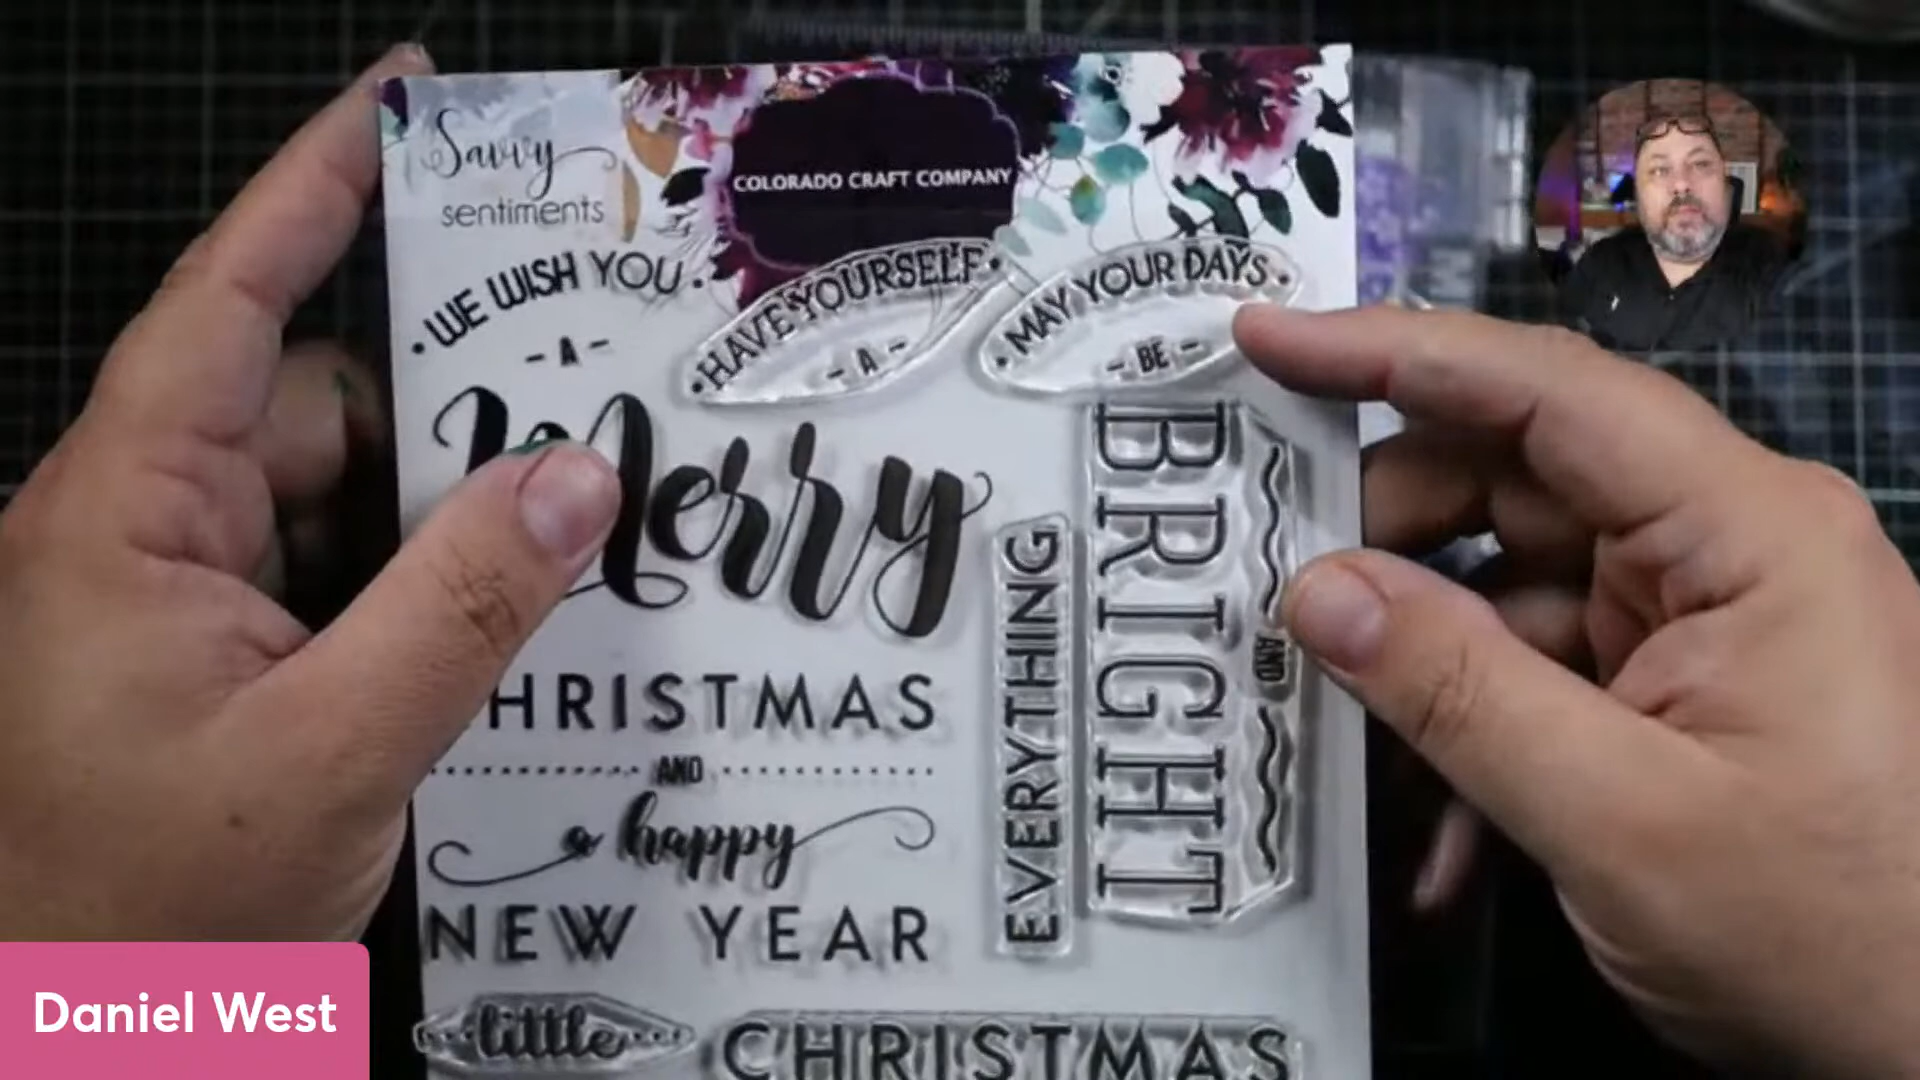 Savvy
sentiments
COLORADO CRAFT COMPANY
WE WISH YOU
- A -
HAVE YOURSELF
- A -
MAY YOUR DAYS
- BE -
Merry
HRISTMAS
AND
a happy
NEW YEAR
EVERYTHING
BRIGHT
AND
little
CHRISTMAS
Daniel West